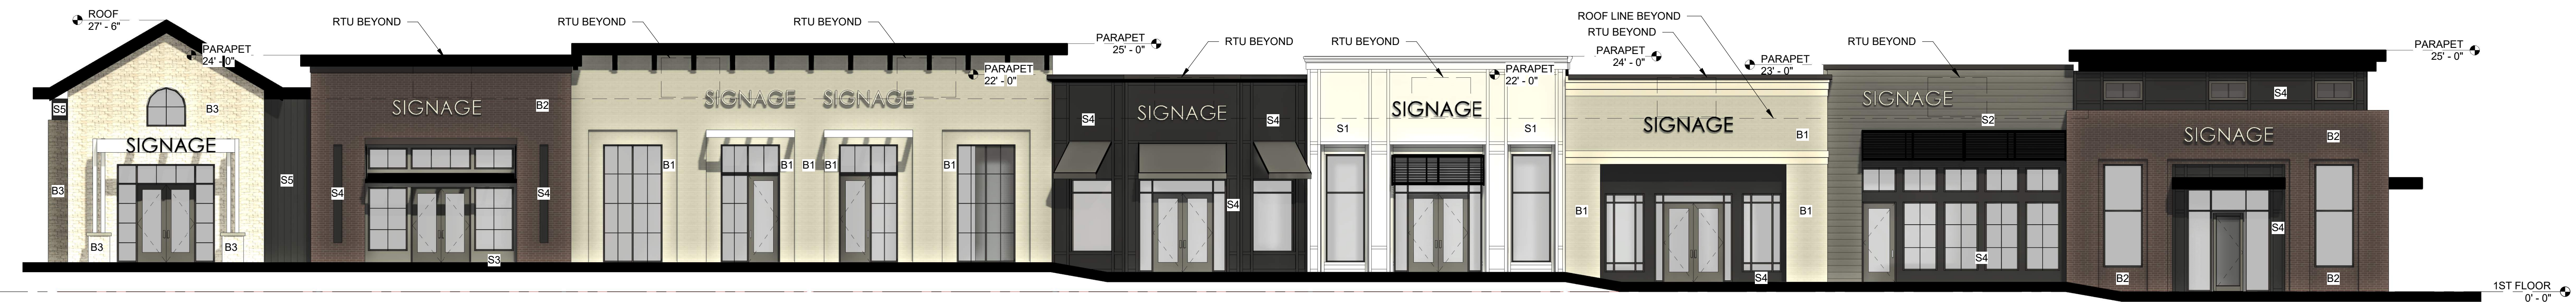 ROOF
27' - 6"
RTU BEYOND
RTU BEYOND
RTU BEYOND
ROOF LINE BEYOND
RTU BEYOND
PARAPET
24' - 0"
PARAPET
25' - 0"
PARAPET
22' - 0"
RTU BEYOND
RTU BEYOND
PARAPET
22' - 0"
PARAPET
24' - 0"
PARAPET
23' - 0"
RTU BEYOND
PARAPET
25' - 0"
SIGNAGE
SIGNAGE
SIGNAGE
SIGNAGE
SIGNAGE
SIGNAGE
SIGNAGE
SIGNAGE
SIGNAGE
S5
B3
B2
S4
S4
S1
S1
B1
S2
S4
B2
B3
S5
S4
S4
B1
B1
B1
B1
B1
S4
B1
B1
S4
B3
B3
S3
S4
S4
B2
B2
1ST FLOOR
0' - 0"